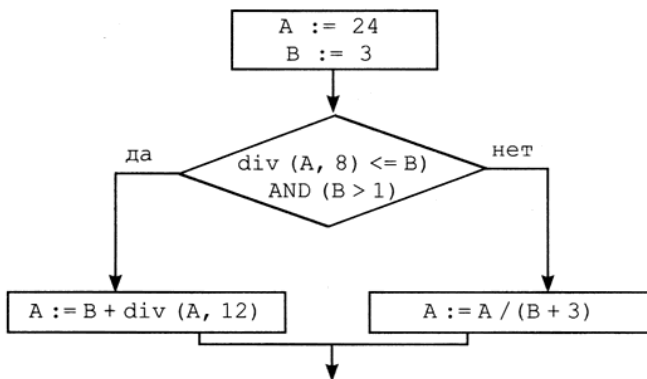 A := 24
B := 3
да
нет
div (A, 8) <= B)
AND (B > 1)
A := B + div (A, 12)
A := A / (B + 3)